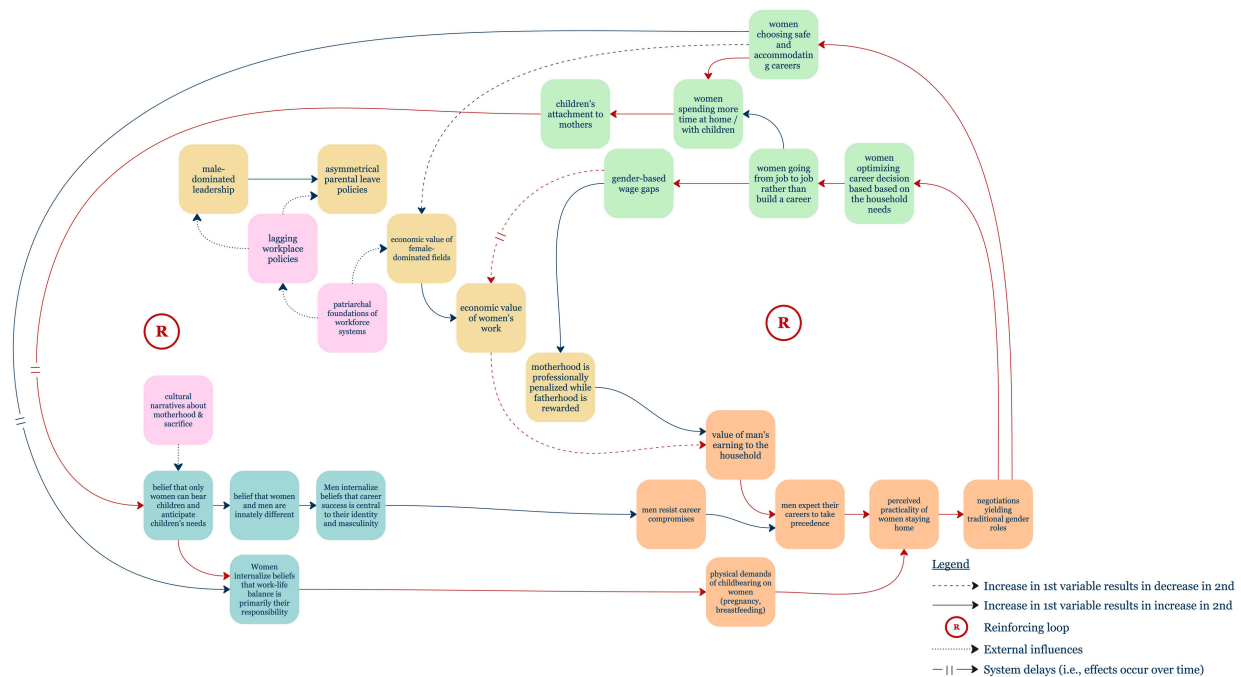 women
choosing safe
and
accommodatin
g careers
children's
attachment to
mothers
women
spending more
time at home /
with children
male-
dominated
leadership
asymmetrical
parental leave
policies
gender-based
wage gaps
women going
from job to job
rather than
build a career
women
optimizing
career decision
based based on
the household
needs
lagging
workplace
policies
economic value of
female-
dominated fields
patriarchal
foundations of
workforce
systems
economic value
of women's
work
R
R
motherhood is
professionally
penalized while
fatherhood is
rewarded
cultural
narratives about
motherhood &
sacrifice
value of man's
earning to the
household
belief that only
women can bear
children and
anticipate
children's needs
belief that women
and men are
innately different
Men internalize
beliefs that career
success is central
to their identity
and masculinity
men resist career
compromises
men expect their
careers to take
precedence
perceived
practicality of
women staying
home
negotiations
yielding
traditional gender
roles
Women
internalize beliefs
that work-life
balance is
primarily their
responsibility
physical demands
of childbearing on
women
(pregnancy,
breastfeeding)
Legend
Increase in 1st variable results in decrease in 2nd
Increase in 1st variable results in increase in 2nd
R Reinforcing loop
External influences
System delays (i.e., effects occur over time)